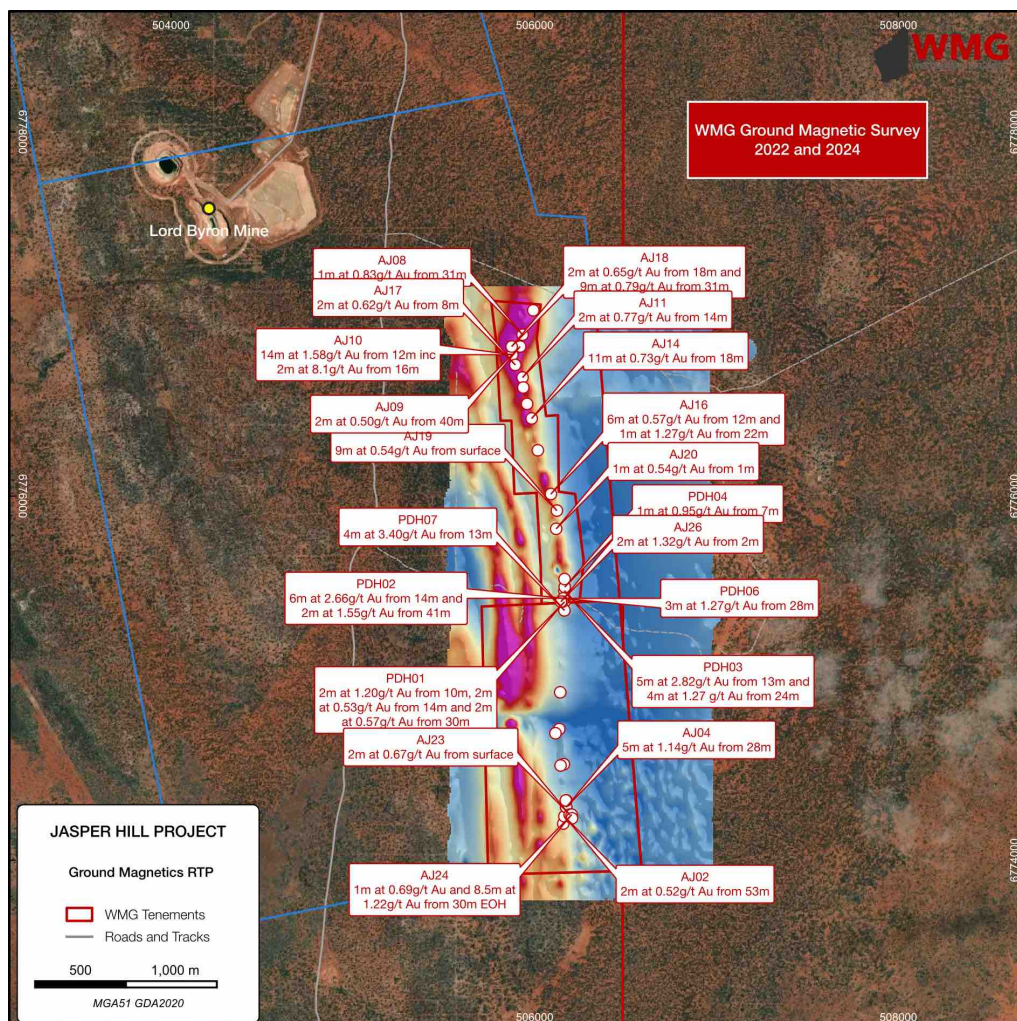 504000
506000
508000
WMG
WMG Ground Magnetic Survey
2022 and 2024
6778000
6778000
Lord Byron Mine
AJ08
1m at 0.83g/t Au from 31m
AJ18
2m at 0.65g/t Au from 18m and
9m at 0.79g/t Au from 31m
AJ17
2m at 0.62g/t Au from 8m
AJ11
2m at 0.77g/t Au from 14m
AJ10
14m at 1.58g/t Au from 12m inc
2m at 8.1g/t Au from 16m
AJ14
11m at 0.73g/t Au from 18m
AJ09
2m at 0.50g/t Au from 40m
AJ16
6m at 0.57g/t Au from 12m and
1m at 1.27g/t Au from 22m
AJ19
9m at 0.54g/t Au from surface
AJ20
1m at 0.54g/t Au from 1m
6776000
6776000
PDH04
1m at 0.95g/t Au from 7m
PDH07
4m at 3.40g/t Au from 13m
AJ26
2m at 1.32g/t Au from 2m
PDH02
6m at 2.66g/t Au from 14m and
2m at 1.55g/t Au from 41m
PDH06
3m at 1.27g/t Au from 28m
PDH01
2m at 1.20g/t Au from 10m, 2m
at 0.53g/t Au from 14m and 2m
at 0.57g/t Au from 30m
PDH03
5m at 2.82g/t Au from 13m and
4m at 1.27 g/t Au from 24m
AJ23
2m at 0.67g/t Au from surface
AJ04
5m at 1.14g/t Au from 28m
6774000
6774000
AJ24
1m at 0.69g/t Au and 8.5m at
1.22g/t Au from 30m EOH
AJ02
2m at 0.52g/t Au from 53m
JASPER HILL PROJECT
Ground Magnetics RTP
WMG Tenements
Roads and Tracks
500 1,000 m
MGA51 GDA2020
506000
508000